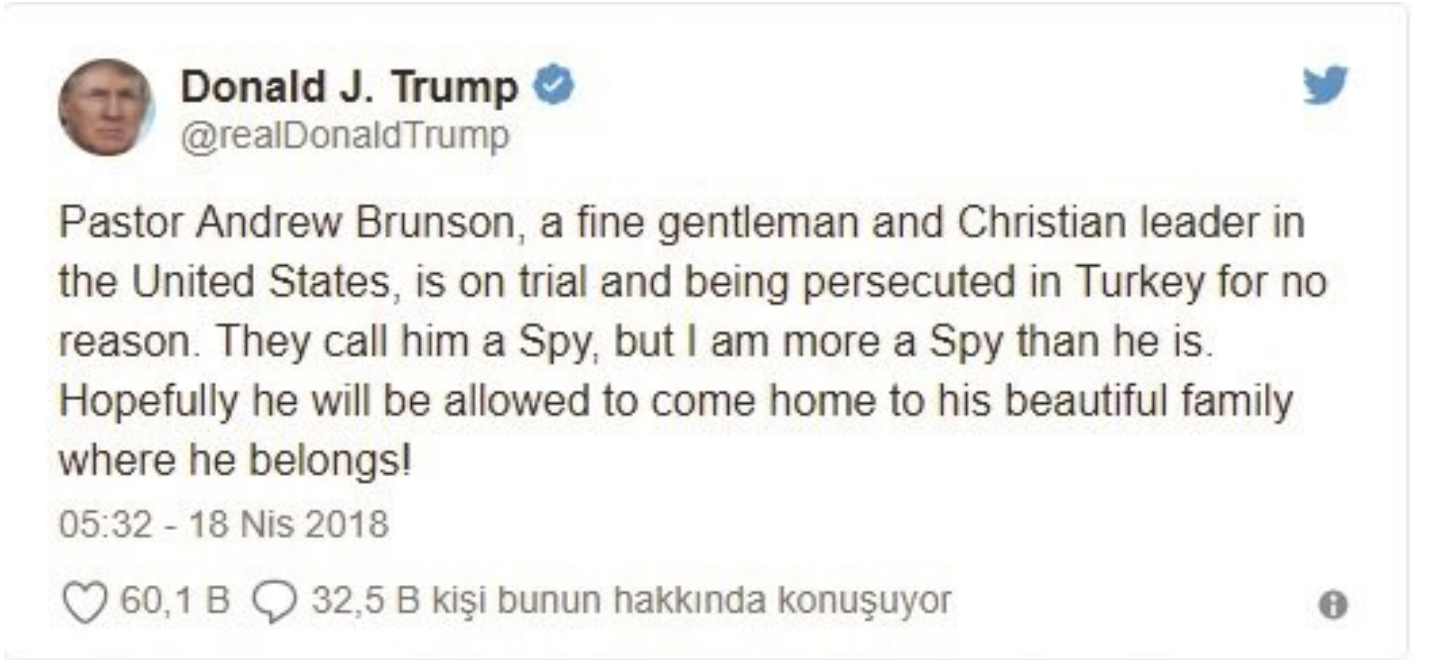 Donald J. Trump
@realDonaldTrump
Pastor Andrew Brunson, a fine gentleman and Christian leader in
the United States, is on trial and being persecuted in Turkey for no
reason. They call him a Spy, but I am more a Spy than he is.
Hopefully he will be allowed to come home to his beautiful family
where he belongs!
05:32 - 18 Nis 2018
60,1 B 32,5 B kişi bunun hakkında konuşuyor